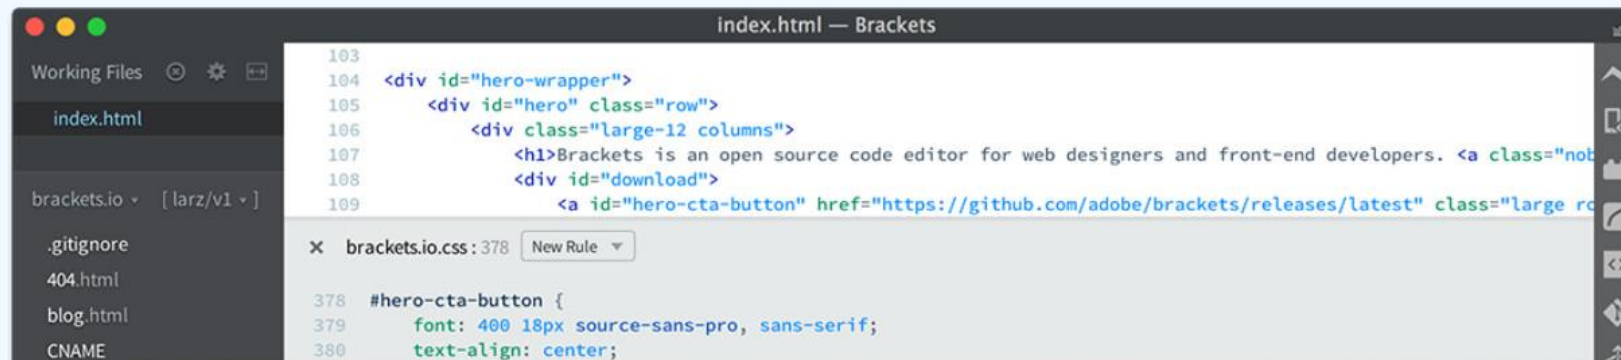 index.html — Brackets
Working Files
index.html
brackets.io [ larz/v1 ]
.gitignore
404.html
blog.html
CNAME
103
104 <div id="hero-wrapper">
105 <div id="hero" class="row">
106 <div class="large-12 columns">
107 <h1>Brackets is an open source code editor for web designers and front-end developers. <a class="nob
108 <div id="download">
109 <a id="hero-cta-button" href="https://github.com/adobe/brackets/releases/latest" class="large ro
× brackets.io.css : 378 New Rule
378 #hero-cta-button {
379 font: 400 18px source-sans-pro, sans-serif;
380 text-align: center;